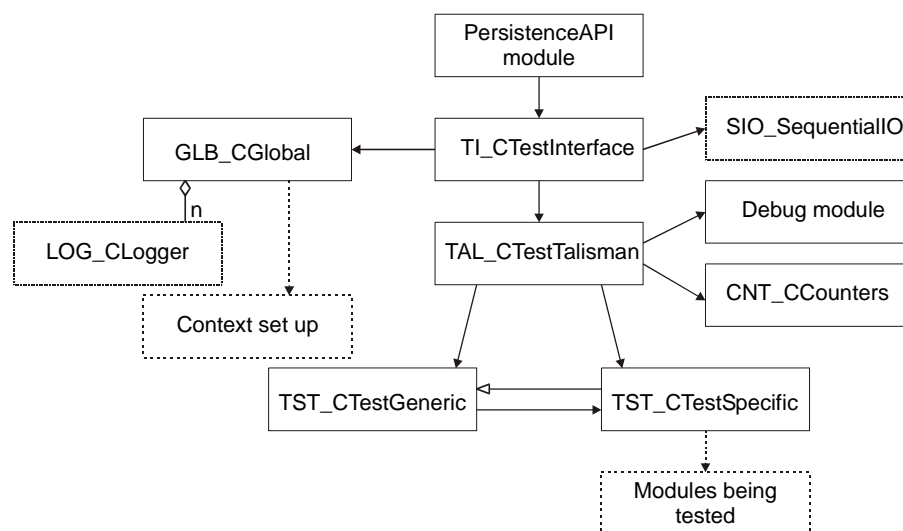 PersistenceAPI
module
GLB_CGlobal
TI_CTestInterface
SIO_SequentialIO
n
LOG_CLogger
TAL_CTestTalisman
Debug module
CNT_CCounters
Context set up
TST_CTestGeneric
TST_CTestSpecific
Modules being
tested